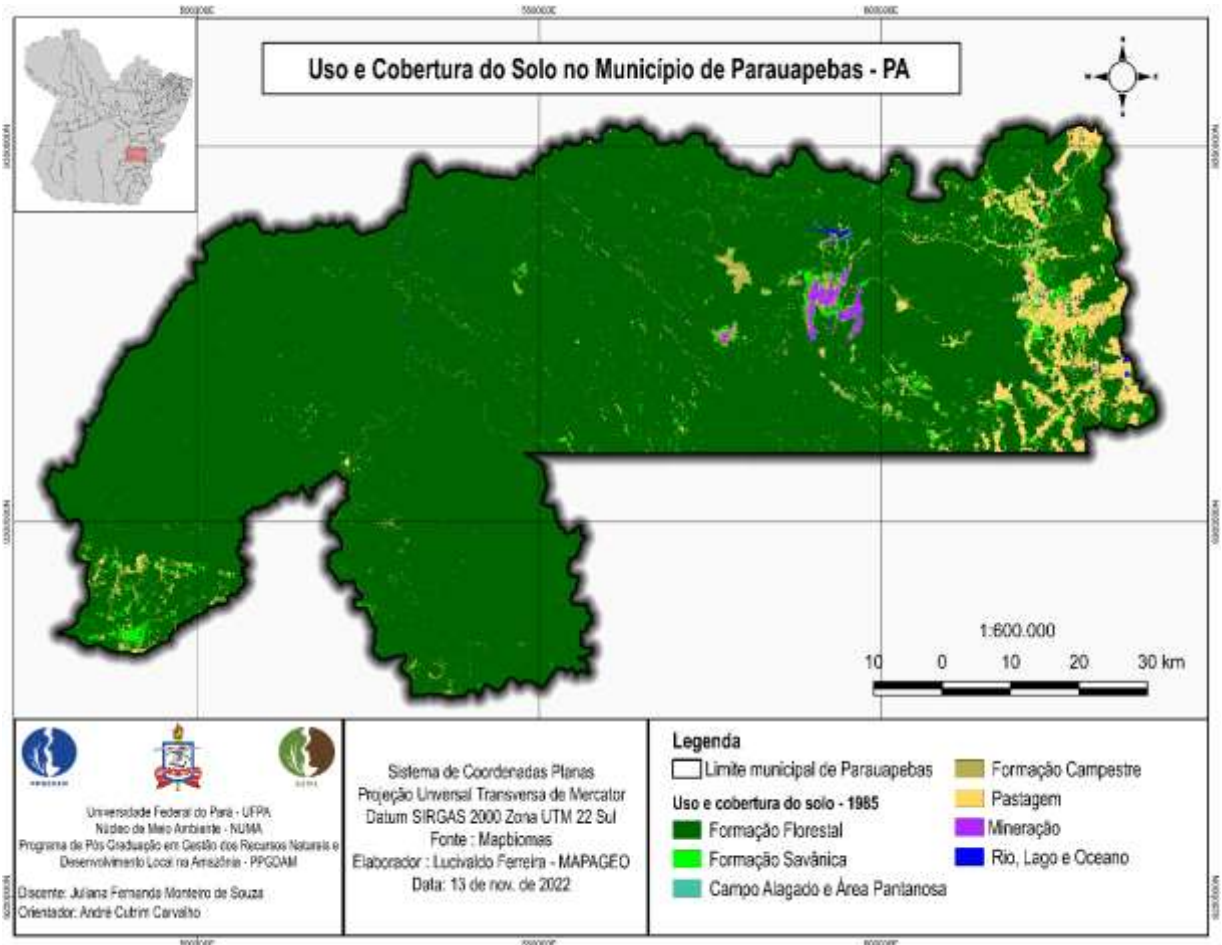 Uso e Cobertura do Solo no Município de Parauapebas - PA
1:600.000
10 0 10 20 30 km
Universidade Federal do Pará - UFPA
Núcleo de Meio Ambiente - NUMA
Programa de Pós Graduação em Gestão dos Recursos Naturais e
Desenvolvimento Local na Amazônia - PPGDAM
Discente: Juliana Fernanda Monteiro de Souza
Orientador: André Cutrim Carvalho
Sistema de Coordenadas Planas
Projeção Unversal Transversa de Mercator
Datum SIRGAS 2000 Zona UTM 22 Sul
Fonte : Mapbiomas
Elaborador : Lucivaldo Ferreira - MAPAGEO
Data: 13 de nov. de 2022
Legenda
Limite municipal de Parauapebas
Uso e cobertura do solo - 1985
Formação Florestal
Formação Savânica
Campo Alagado e Área Pantanosa
Formação Campestre
Pastagem
Mineração
Rio, Lago e Oceano